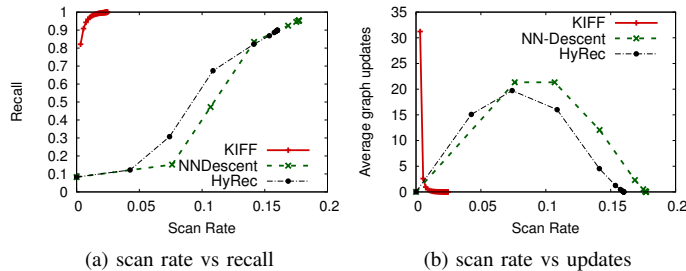 1
0.9
0.8
0.7
0.6
0.5
0.4
0.3
0.2
0.1
0
Recall
KIFF
NNDescent
HyRec
0 0.05 0.1 0.15 0.2
Scan Rate
(a) scan rate vs recall
35
30
25
20
15
10
5
0
Average graph updates
KIFF
NN-Descent
HyRec
0 0.05 0.1 0.15 0.2
Scan Rate
(b) scan rate vs updates